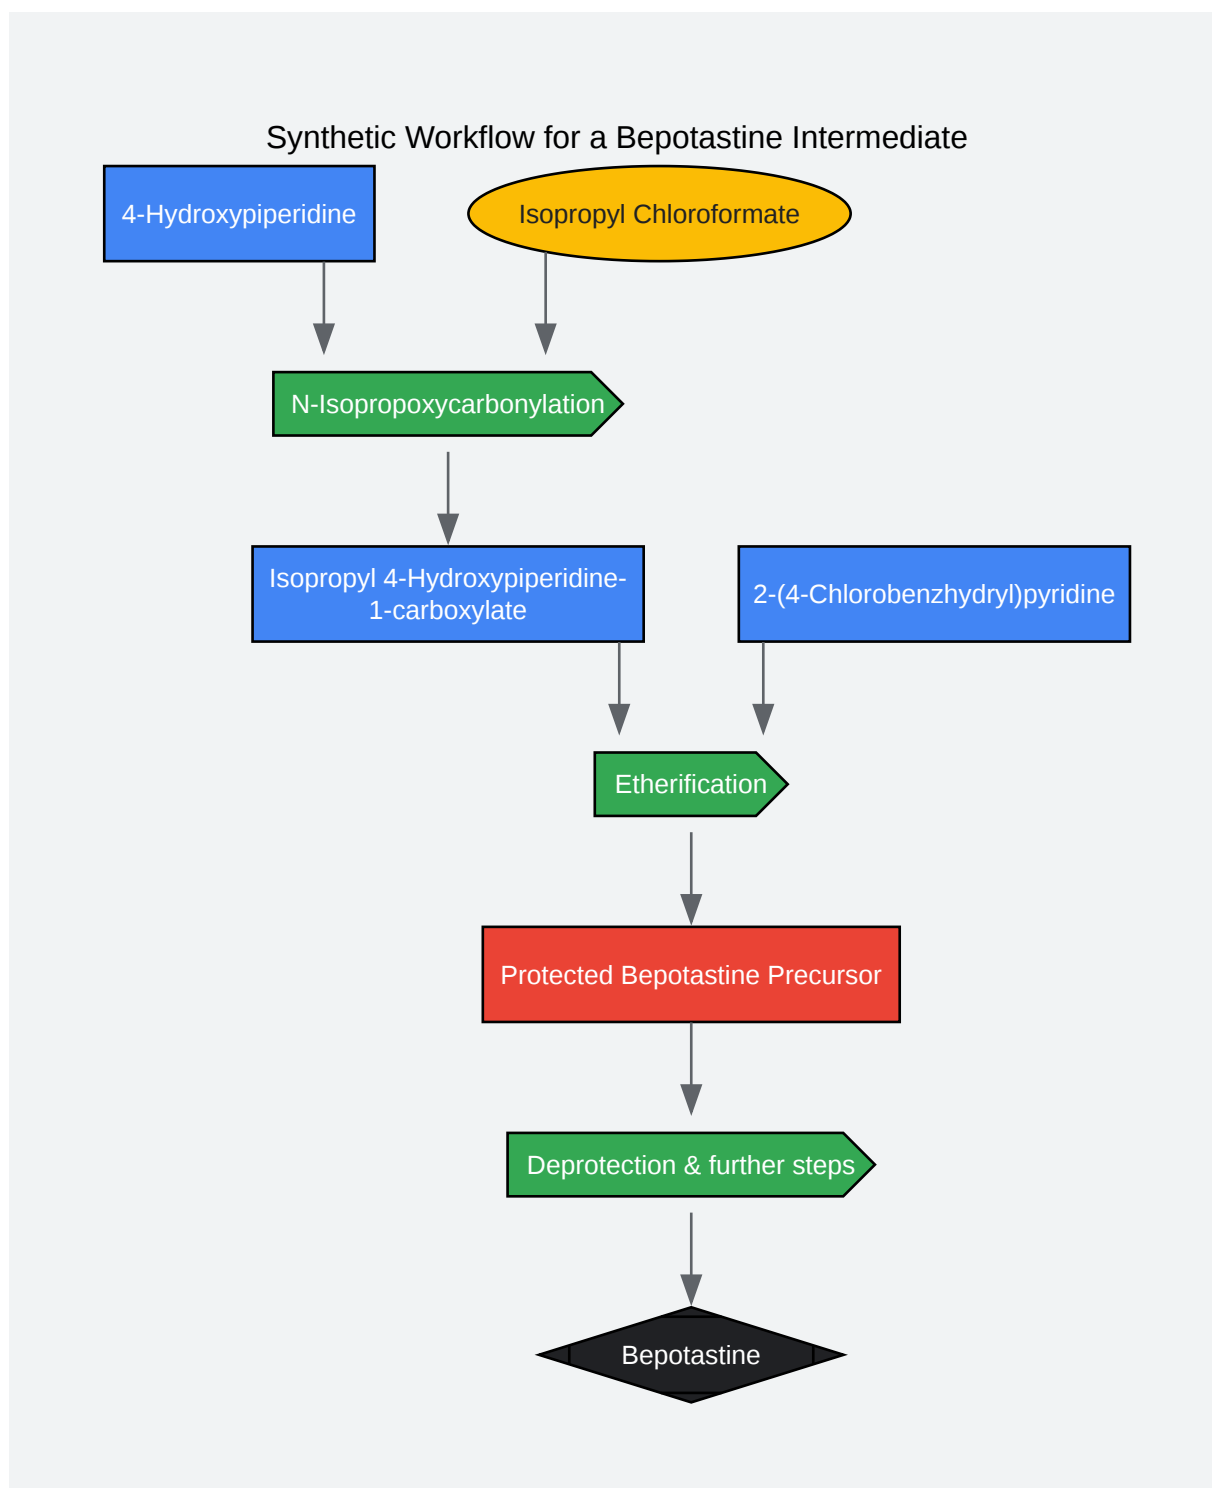 Synthetic Workflow for a Bepotastine Intermediate
4-Hydroxypiperidine
Isopropyl Chloroformate
N-Isopropoxycarbonylation
Isopropyl 4-Hydroxypiperidine-
1-carboxylate
2-(4-Chlorobenzhydryl)pyridine
Etherification
Protected Bepotastine Precursor
Deprotection & further steps
Bepotastine